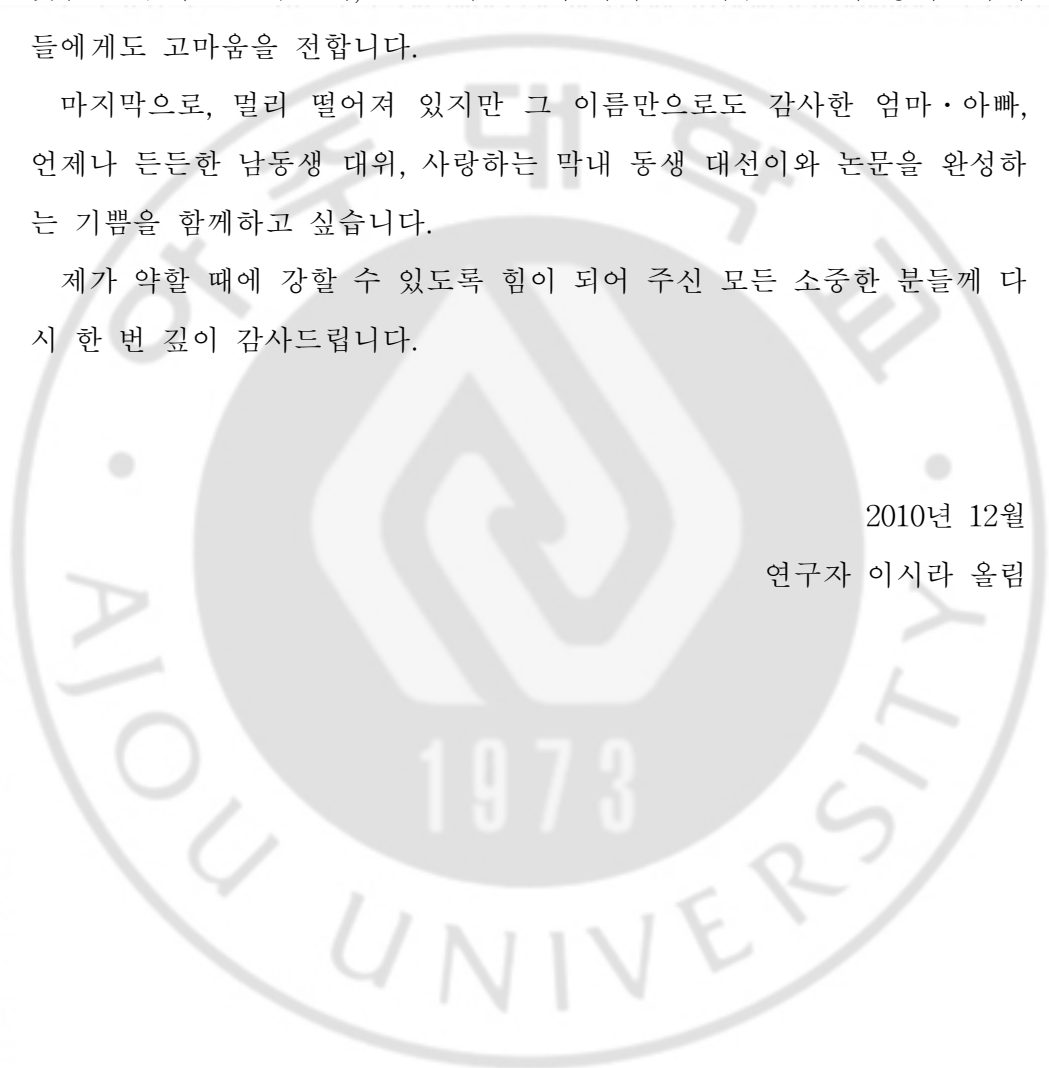 들에게도 고마움을 전합니다.
마지막으로, 멀리 떨어져 있지만 그 이름만으로도 감사한 엄마・아빠,
언제나 든든한 남동생 대위, 사랑하는 막내 동생 대선이와 논문을 완성하
는 기쁨을 함께하고 싶습니다.
제가 약할 때에 강할 수 있도록 힘이 되어 주신 모든 소중한 분들께 다
시 한 번 깊이 감사드립니다.
2010년 12월
연구자 이시라 올림
아주대학교
1973
AJOU UNIVERSITY